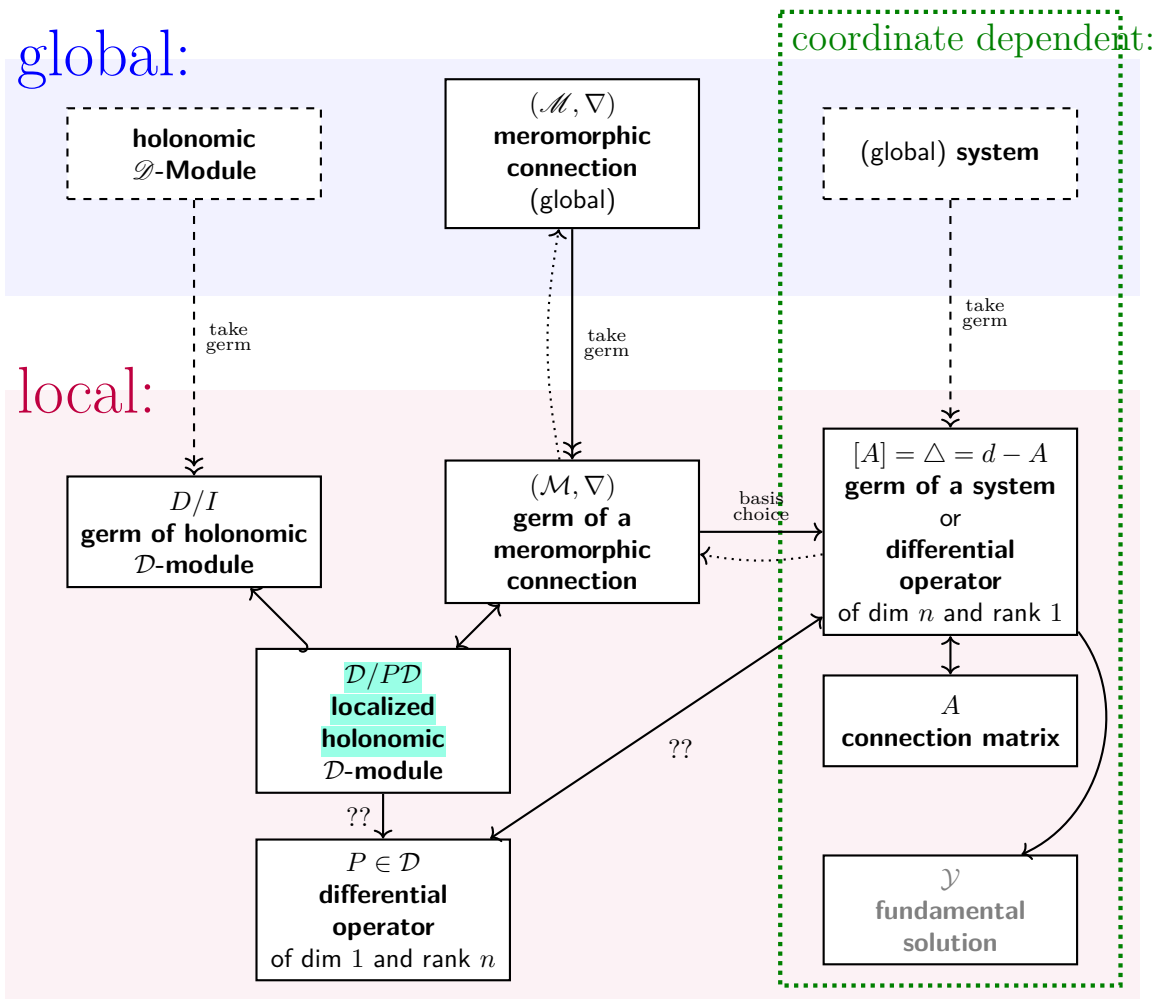 global:
coordinate dependent:
holonomic
𝒟-Module
(ℳ, ∇)
meromorphic
connection
(global)
(global) system
take
germ
take
germ
take
germ
local:
D/I
germ of holonomic
𝒟-module
(ℳ, ∇)
germ of a
meromorphic
connection
basis
choice
[A] = △ = d − A
germ of a system
or
differential
operator
of dim n and rank 1
𝒟/P𝒟
localized
holonomic
𝒟-module
A
connection matrix
??
??
P ∈ 𝒟
differential
operator
of dim 1 and rank n
𝒴
fundamental
solution